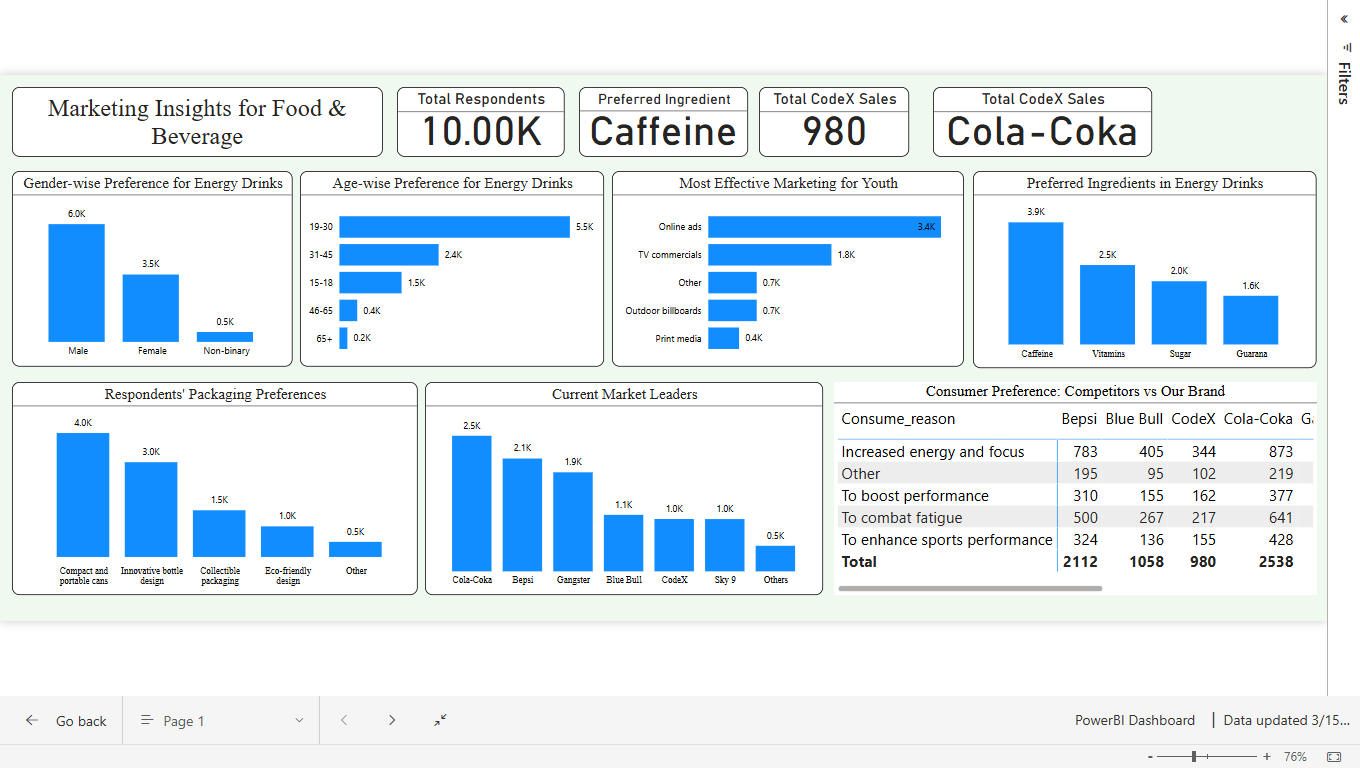 Filters
Marketing Insights for Food &
Beverage
Total Respondents
10.00K
Preferred Ingredient
Caffeine
Total CodeX Sales
980
Total CodeX Sales
Cola-Coka
Gender-wise Preference for Energy Drinks
6.0K
3.5K
0.5K
Male Female Non-binary
Age-wise Preference for Energy Drinks
19-30 5.5K
31-45 2.4K
15-18 1.5K
46-65 0.4K
65+ 0.2K
Most Effective Marketing for Youth
Online ads 3.4K
TV commercials 1.8K
Other 0.7K
Outdoor billboards 0.7K
Print media 0.4K
Preferred Ingredients in Energy Drinks
3.9K
2.5K
2.0K
1.6K
Caffeine Vitamins Sugar Guarana
Respondents' Packaging Preferences
4.0K
3.0K
1.5K
1.0K
0.5K
Compact and
portable cans
Innovative bottle
design
Collectible
packaging
Eco-friendly
design
Other
Current Market Leaders
2.5K
2.1K
1.9K
1.1K
1.0K
1.0K
0.5K
Cola-Coka Bepsi Gangster Blue Bull CodeX Sky 9 Others
Consumer Preference: Competitors vs Our Brand
Consume_reason Bepsi Blue Bull CodeX Cola-Coka
Increased energy and focus 783 405 344 873
Other 195 95 102 219
To boost performance 310 155 162 377
To combat fatigue 500 267 217 641
To enhance sports performance 324 136 155 428
Total 2112 1058 980 2538
Go back
Page 1
PowerBI Dashboard | Data updated 3/15...
- + 76%